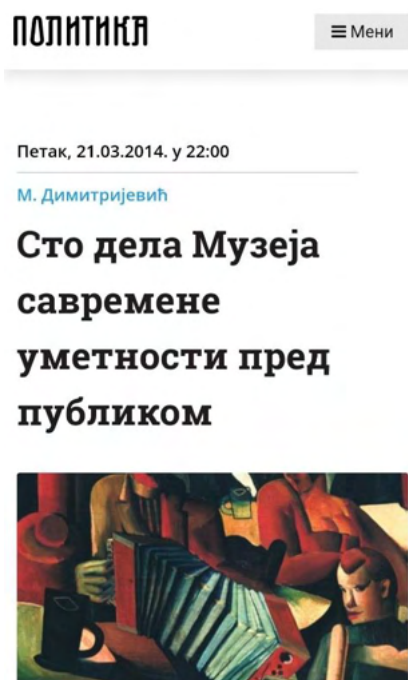 ПОЛИТИКА
Мени
Петак, 21.03.2014. у 22:00
М. Димитријевић
Сто дела Музеја
савремене
уметности пред
публиком